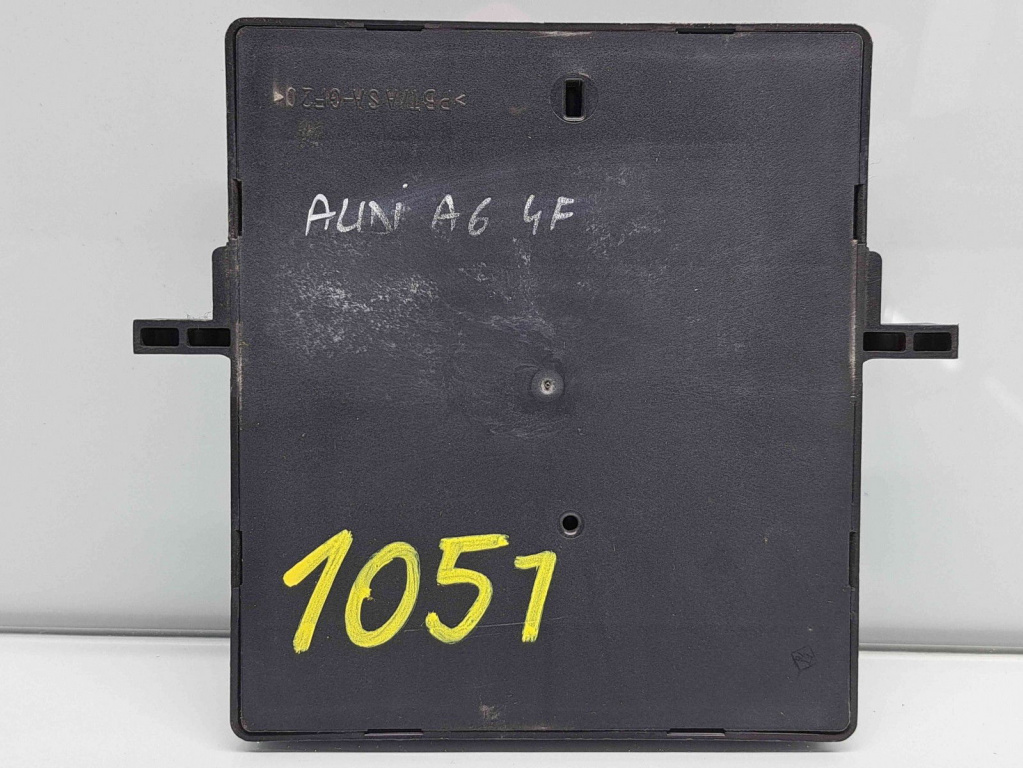 >PBT/ASA-GF20<
AUDi A6 4F
1051